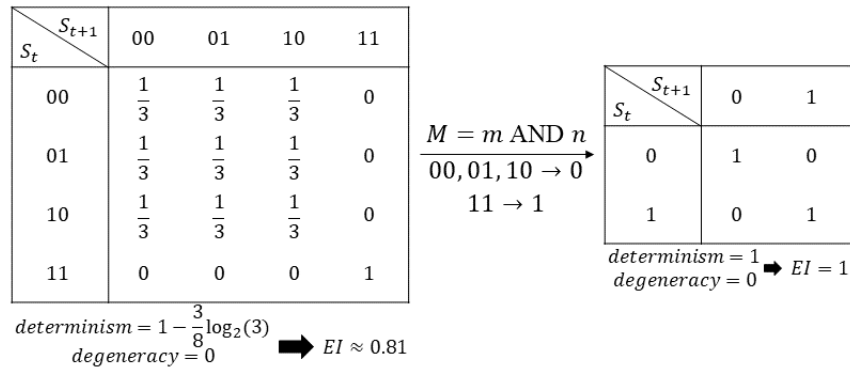 S_{t+1} 00 01 10 11
S_t
00 1/3 1/3 1/3 0
01 1/3 1/3 1/3 0
10 1/3 1/3 1/3 0
11 0 0 0 1
determinism = 1 − 3/8 log₂(3)
degeneracy = 0
➡ EI ≈ 0.81
M = m AND n
00, 01, 10 → 0
11 → 1
S_{t+1} 0 1
S_t
0 1 0
1 0 1
determinism = 1
degeneracy = 0
➡ EI = 1